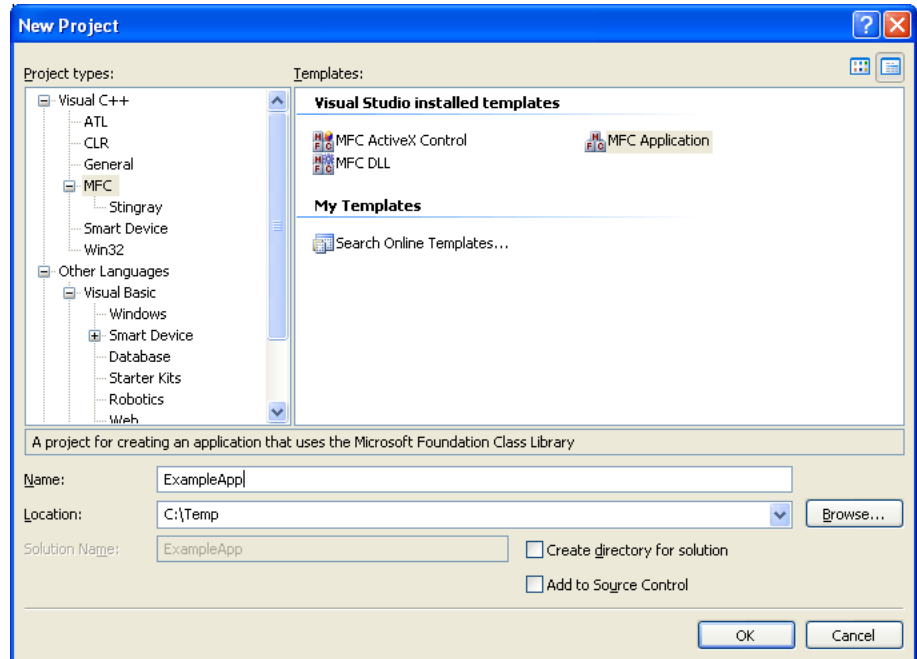 New Project
Project types:
Templates:
Visual C++
ATL
CLR
General
MFC
Stingray
Smart Device
Win32
Other Languages
Visual Basic
Windows
Smart Device
Database
Starter Kits
Robotics
Web
Visual Studio installed templates
MFC ActiveX Control
MFC Application
MFC DLL
My Templates
Search Online Templates...
A project for creating an application that uses the Microsoft Foundation Class Library
Name:
ExampleApp
Location:
C:\Temp
Browse...
Solution Name:
ExampleApp
Create directory for solution
Add to Source Control
OK
Cancel